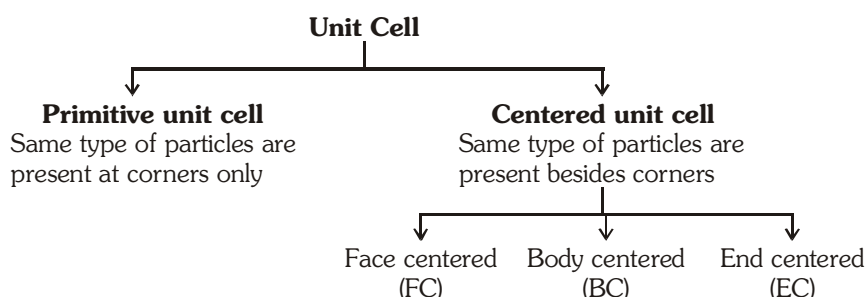 Unit Cell
Primitive unit cell
Same type of particles are
present at corners only
Centered unit cell
Same type of particles are
present besides corners
Face centered
(FC)
Body centered
(BC)
End centered
(EC)